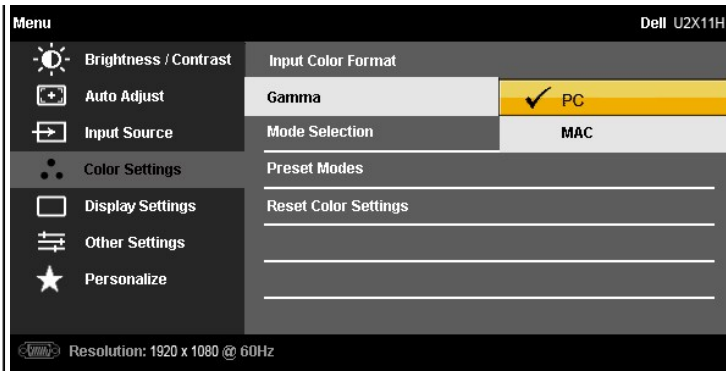 Menu Dell U2X11H
Brightness / Contrast Input Color Format
Auto Adjust Gamma PC
Input Source Mode Selection MAC
Color Settings Preset Modes
Display Settings Reset Color Settings
Other Settings
Personalize
Resolution: 1920 x 1080 @ 60Hz